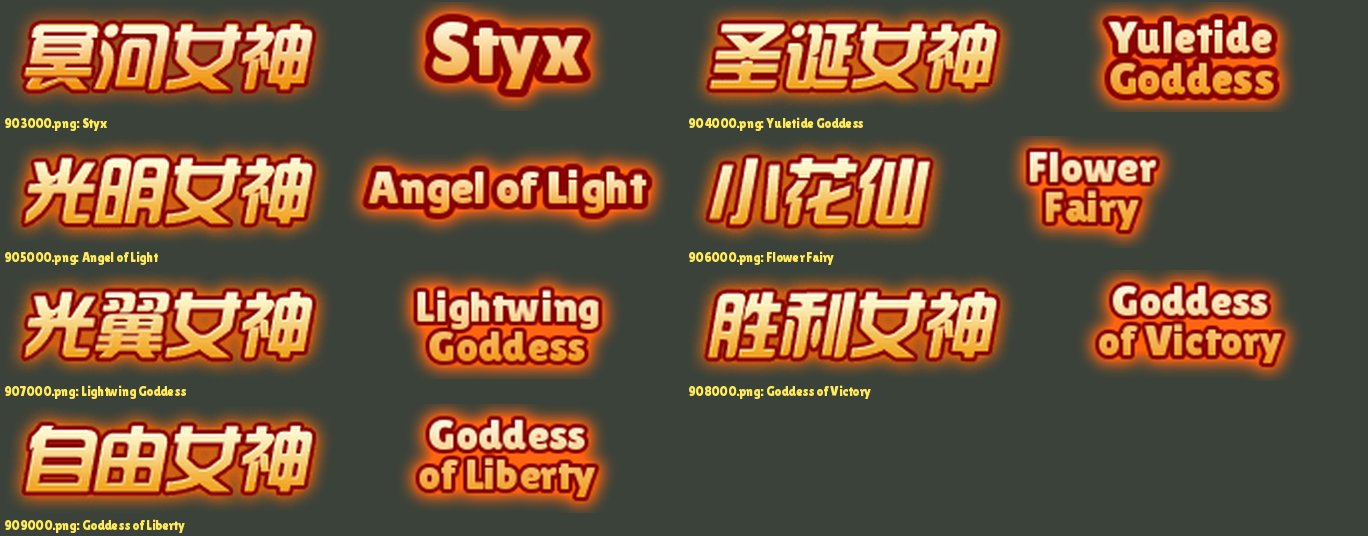 冥河女神
Styx
903000.png: Styx
圣诞女神
Yuletide
Goddess
904000.png: Yuletide Goddess
光明女神
Angel of Light
905000.png: Angel of Light
小花仙
Flower
Fairy
906000.png: Flower Fairy
光翼女神
Lightwing
Goddess
907000.png: Lightwing Goddess
胜利女神
Goddess
of Victory
908000.png: Goddess of Victory
自由女神
Goddess
of Liberty
909000.png: Goddess of Liberty